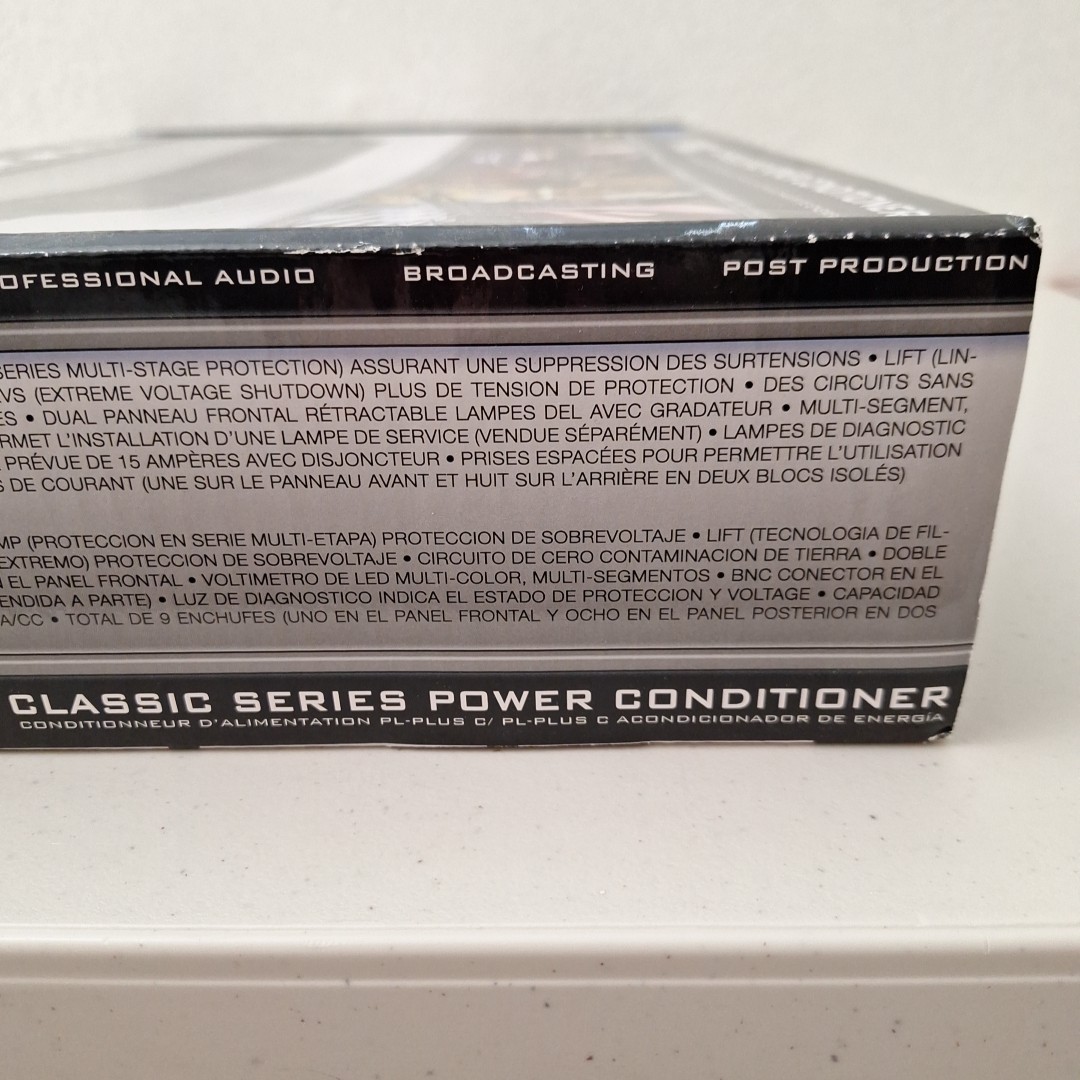 PROFESSIONAL AUDIO BROADCASTING POST PRODUCTION
SERIES MULTI-STAGE PROTECTION) ASSURANT UNE SUPPRESSION DES SURTENSIONS • LIFT (LIN-
EVS (EXTREME VOLTAGE SHUTDOWN) PLUS DE TENSION DE PROTECTION • DES CIRCUITS SANS
ES • DUAL PANNEAU FRONTAL RÉTRACTABLE LAMPES DEL AVEC GRADATEUR • MULTI-SEGMENT,
RMET L'INSTALLATION D'UNE LAMPE DE SERVICE (VENDUE SÉPARÉMENT) • LAMPES DE DIAGNOSTIC
PRÉVUE DE 15 AMPÈRES AVEC DISJONCTEUR • PRISES ESPACÉES POUR PERMETTRE L'UTILISATION
S DE COURANT (UNE SUR LE PANNEAU AVANT ET HUIT SUR L'ARRIÈRE EN DEUX BLOCS ISOLÉS)
MP (PROTECCION EN SERIE MULTI-ETAPA) PROTECCION DE SOBREVOLTAJE • LIFT (TECNOLOGIA DE FIL-
EXTREMO) PROTECCION DE SOBREVOLTAJE • CIRCUITO DE CERO CONTAMINACION DE TIERRA • DOBLE
N EL PANEL FRONTAL • VOLTIMETRO DE LED MULTI-COLOR, MULTI-SEGMENTOS • BNC CONECTOR EN EL
ENDIDA A PARTE) • LUZ DE DIAGNOSTICO INDICA EL ESTADO DE PROTECCION Y VOLTAGE • CAPACIDAD
A/CC • TOTAL DE 9 ENCHUFES (UNO EN EL PANEL FRONTAL Y OCHO EN EL PANEL POSTERIOR EN DOS
CLASSIC SERIES POWER CONDITIONER
CONDITIONNEUR D'ALIMENTATION PL-PLUS C/ PL-PLUS C ACONDICIONADOR DE ENERGÍA